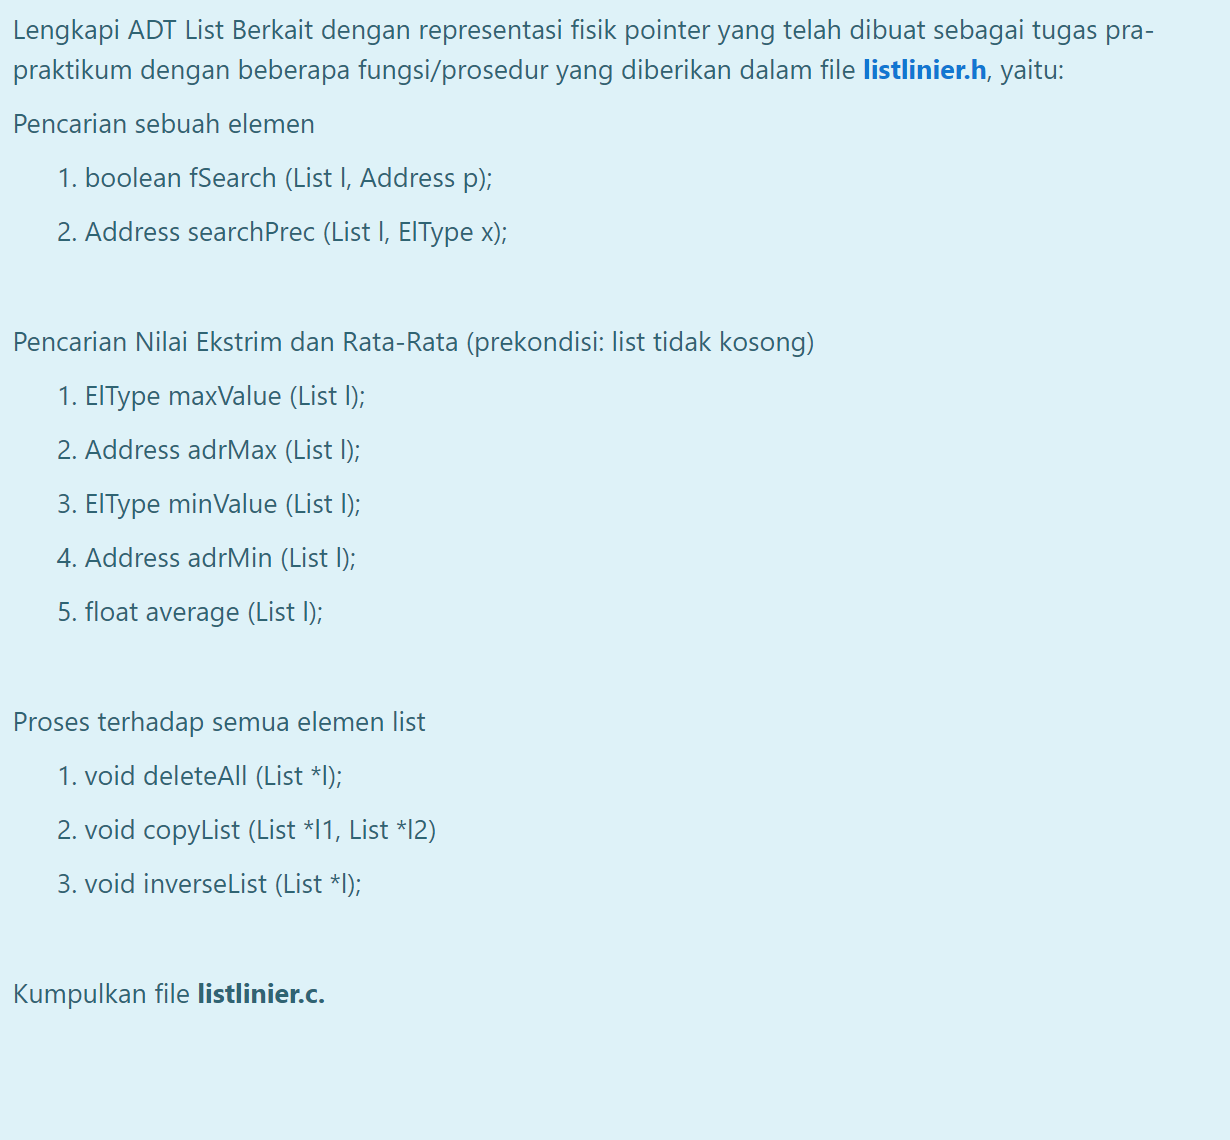 Lengkapi ADT List Berkait dengan representasi fisik pointer yang telah dibuat sebagai tugas pra-
praktikum dengan beberapa fungsi/prosedur yang diberikan dalam file listlinier.h, yaitu:
Pencarian sebuah elemen
1. boolean fSearch (List l, Address p);
2. Address searchPrec (List l, ElType x);
Pencarian Nilai Ekstrim dan Rata-Rata (prekondisi: list tidak kosong)
1. ElType maxValue (List l);
2. Address adrMax (List l);
3. ElType minValue (List l);
4. Address adrMin (List l);
5. float average (List l);
Proses terhadap semua elemen list
1. void deleteAll (List *l);
2. void copyList (List *l1, List *l2)
3. void inverseList (List *l);
Kumpulkan file listlinier.c.